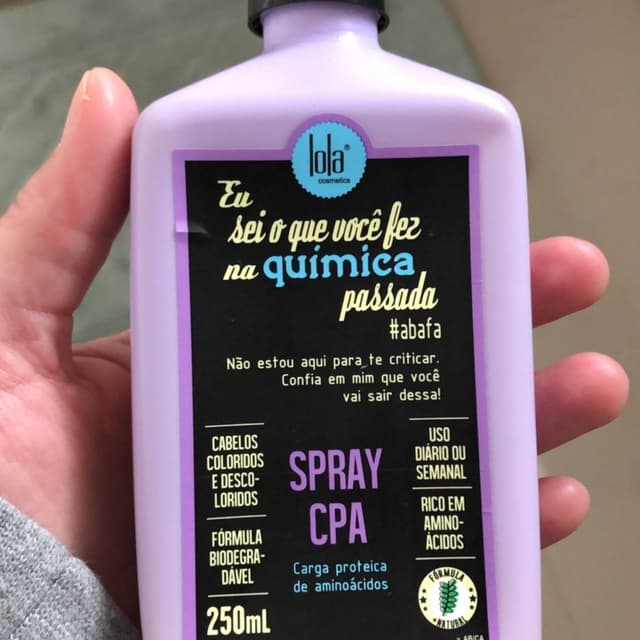 lola®
cosmetics
Eu
sei o que você fez
na química
passada
#abafa
Não estou aqui para te criticar.
Confia em mim que você
vai sair dessa!
CABELOS
COLORIDOS
E DESCO-
LORIDOS
FÓRMULA
BIODEGRA-
DÁVEL
250mL
SPRAY
CPA
Carga proteica
de aminoácidos
USO
DIÁRIO OU
SEMANAL
RICO EM
AMINO-
ÁCIDOS
FÓRMULA
+NATURAL